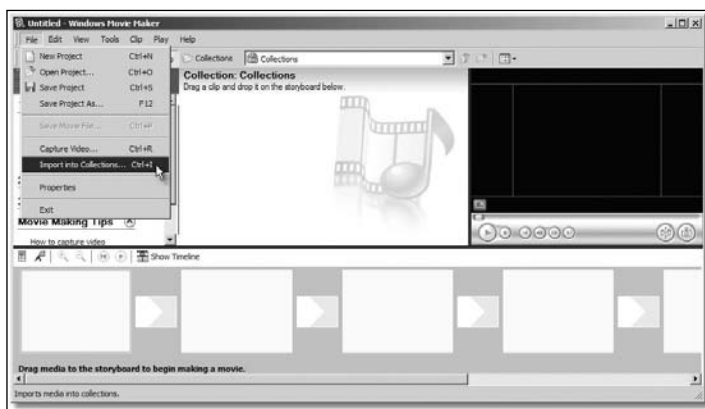 Untitled - Windows Movie Maker
File Edit View Tools Clip Play Help
Collections Collections
New Project Ctrl+N
Open Project... Ctrl+O
Save Project Ctrl+S
Save Project As... F12
Save Movie File... Ctrl+P
Capture Video... Ctrl+R
Import into Collections... Ctrl+I
Properties
Exit
Collection: Collections
Drag a clip and drop it on the storyboard below.
Movie Making Tips
How to capture video
Show Timeline
Drag media to the storyboard to begin making a movie.
Imports media into collections.